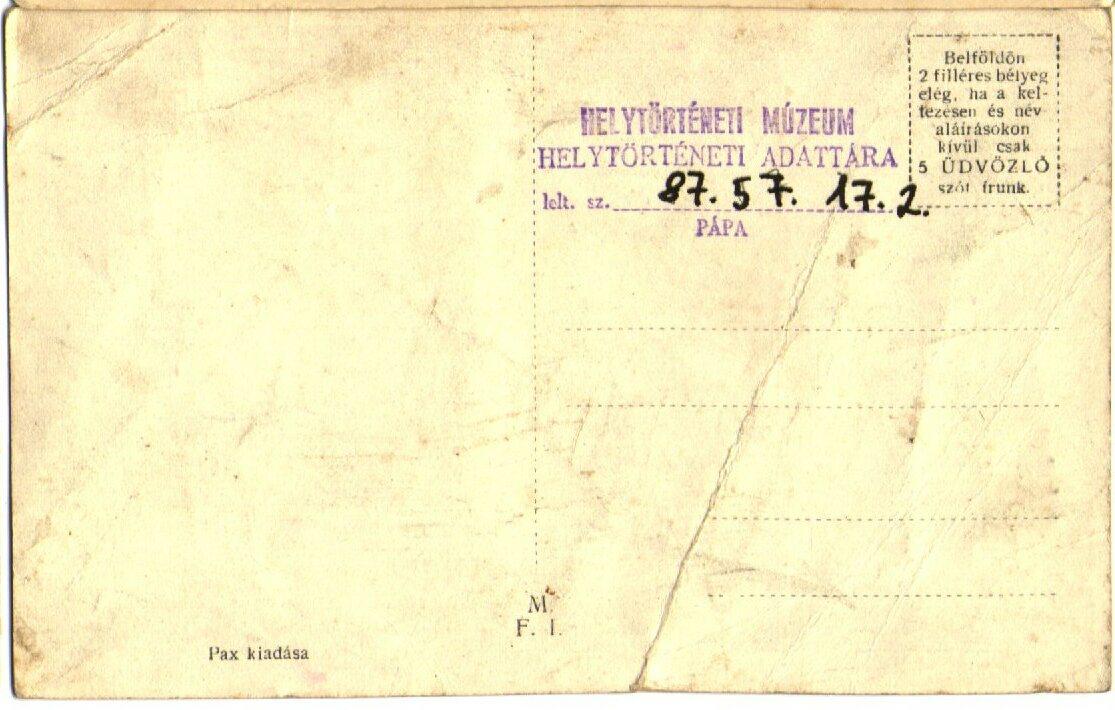 Belföldön
2 filléres bélyeg
elég, ha a kel-
tezésen és név
aláírásokon
kívül csak
5 ÜDVÖZLŐ
szót írunk.
HELYTÖRTÉNETI MÚZEUM
HELYTÖRTÉNETI ADATTÁRA
lelt. sz. 87.57.17.2.
PÁPA
M.
F. I.
Pax kiadása